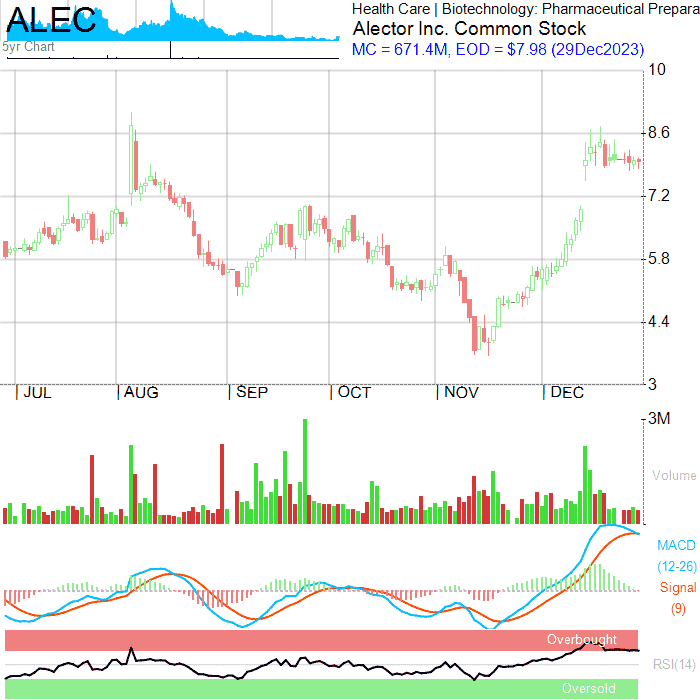 ALEC
5yr Chart
Health Care | Biotechnology: Pharmaceutical Prepara
Alector Inc. Common Stock
MC = 671.4M, EOD = $7.98 (29Dec2023)
10
8.6
7.2
5.8
4.4
3
| JUL | AUG | SEP | OCT | NOV | DEC
3M
Volume
MACD
(12-26)
Signal
(9)
Overbought
RSI(14)
Oversold